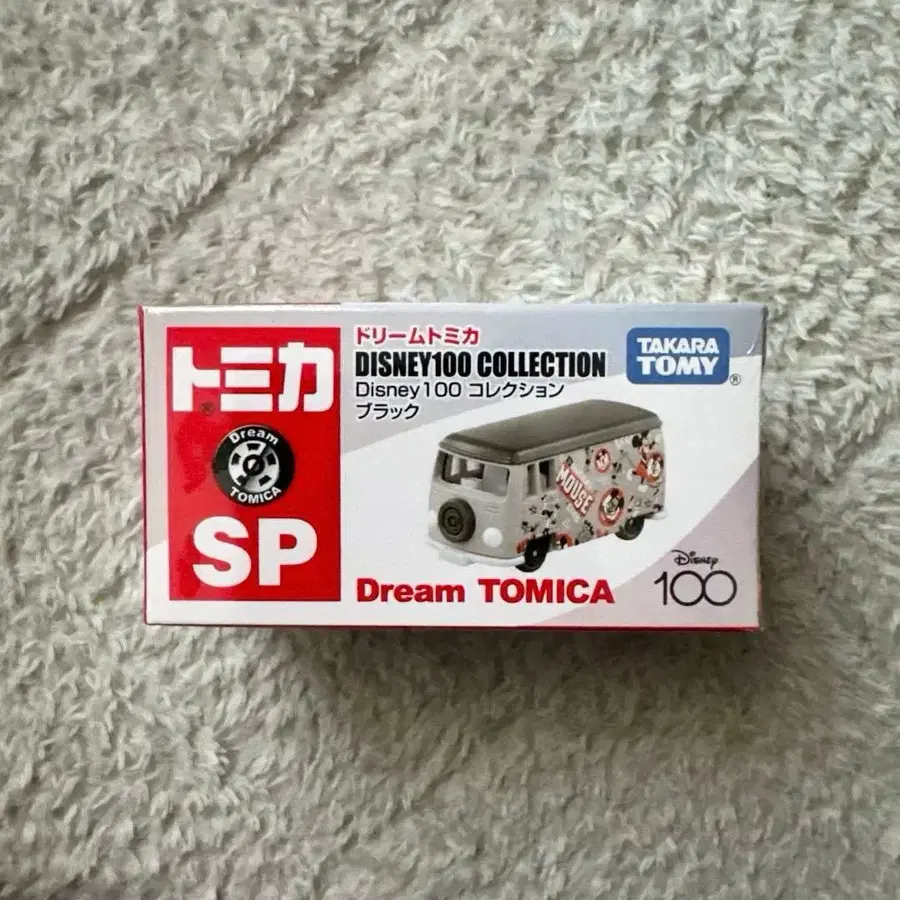 トミカ
®
Dream
TOMICA
SP
ドリームトミカ
DISNEY100 COLLECTION
Disney100 コレクション
ブラック
TAKARA
TOMY
®
MOUSE
Dream TOMICA
Disney
100